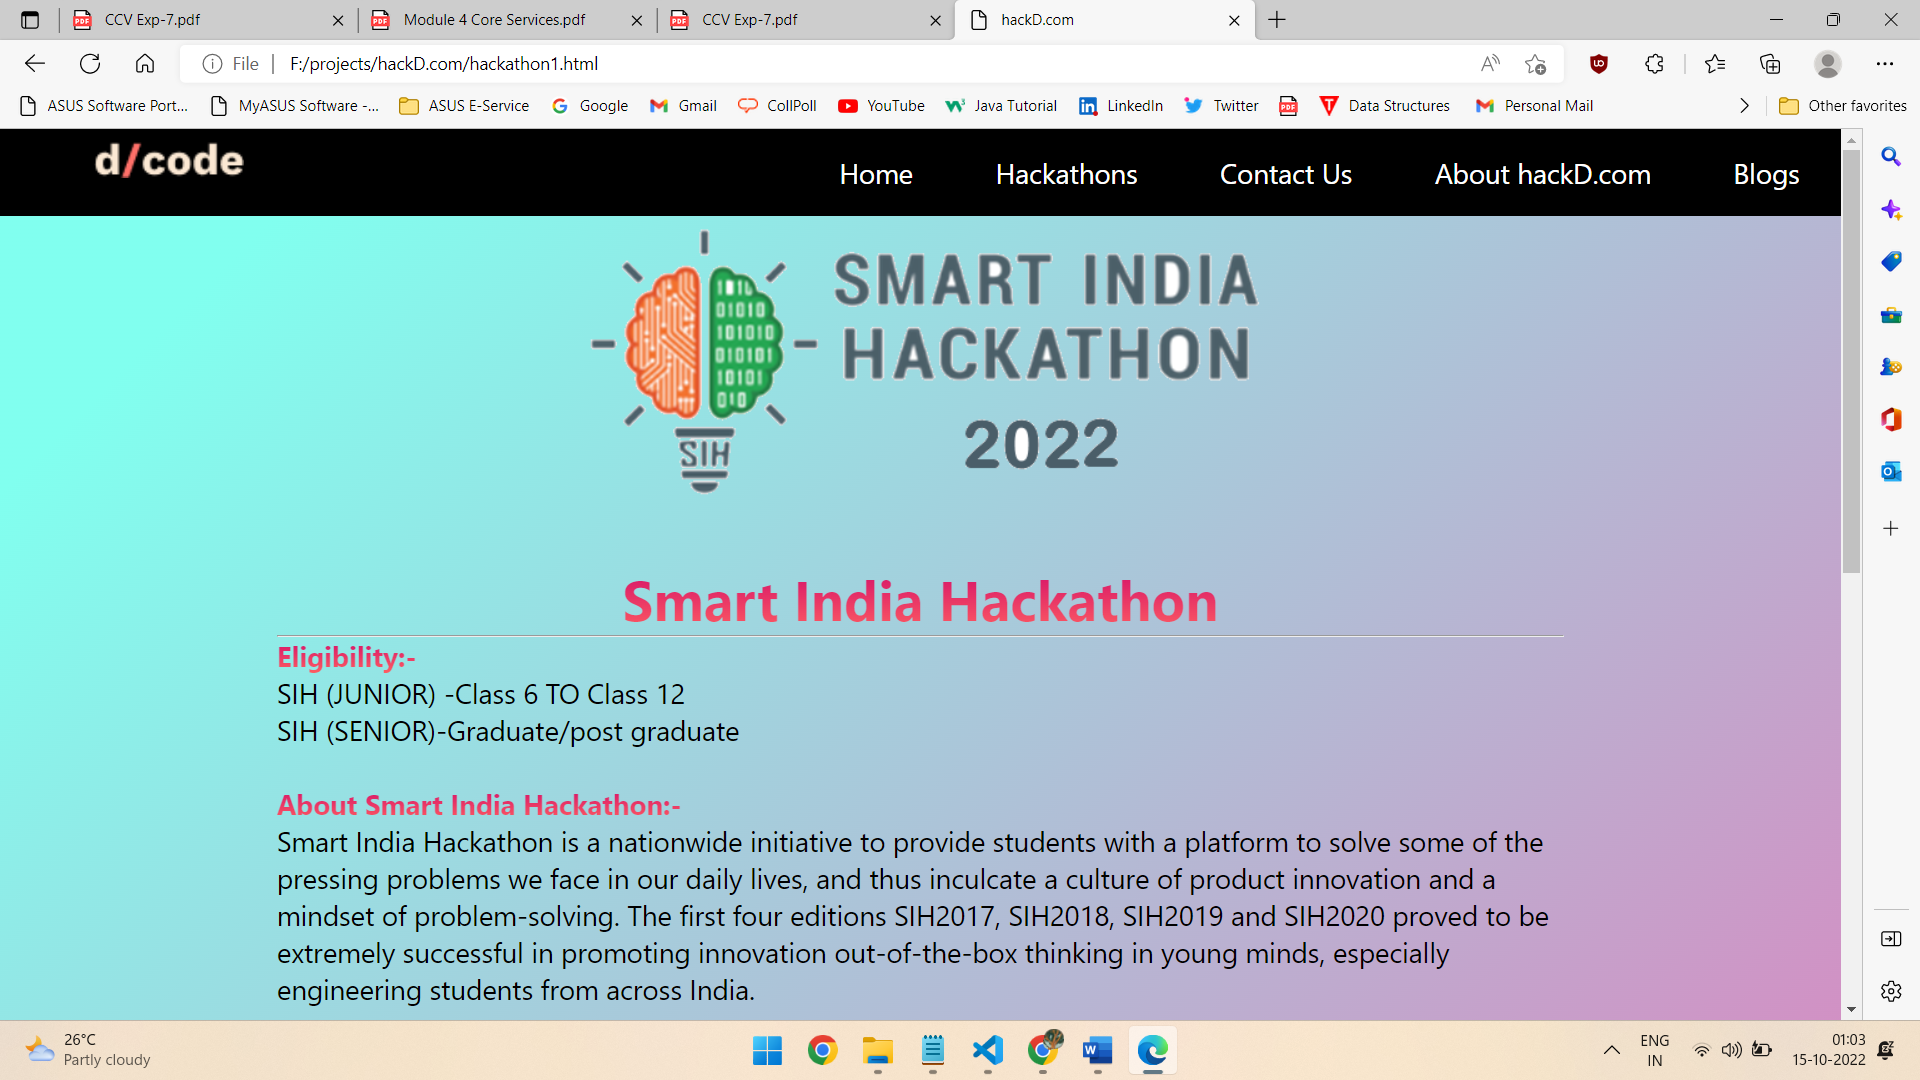 CCV Exp-7.pdf
Module 4 Core Services.pdf
CCV Exp-7.pdf
hackD.com
File
F:/projects/hackD.com/hackathon1.html
ASUS Software Port...
MyASUS Software -...
ASUS E-Service
Google
Gmail
CollPoll
YouTube
Java Tutorial
LinkedIn
Twitter
Data Structures
Personal Mail
Other favorites
d/code
Home
Hackathons
Contact Us
About hackD.com
Blogs
SMART INDIA
HACKATHON
2022
SIH
Smart India Hackathon
Eligibility:-
SIH (JUNIOR) -Class 6 TO Class 12
SIH (SENIOR)-Graduate/post graduate
About Smart India Hackathon:-
Smart India Hackathon is a nationwide initiative to provide students with a platform to solve some of the
pressing problems we face in our daily lives, and thus inculcate a culture of product innovation and a
mindset of problem-solving. The first four editions SIH2017, SIH2018, SIH2019 and SIH2020 proved to be
extremely successful in promoting innovation out-of-the-box thinking in young minds, especially
engineering students from across India.
26°C
Partly cloudy
ENG
IN
01:03
15-10-2022